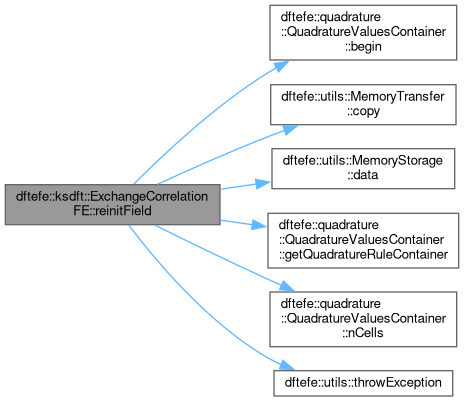 dftefe::ksdft::ExchangeCorrelation
FE::reinitField
dftefe::quadrature
::QuadratureValuesContainer
::begin
dftefe::utils::MemoryTransfer
::copy
dftefe::utils::MemoryStorage
::data
dftefe::quadrature
::QuadratureValuesContainer
::getQuadratureRuleContainer
dftefe::quadrature
::QuadratureValuesContainer
::nCells
dftefe::utils::throwException